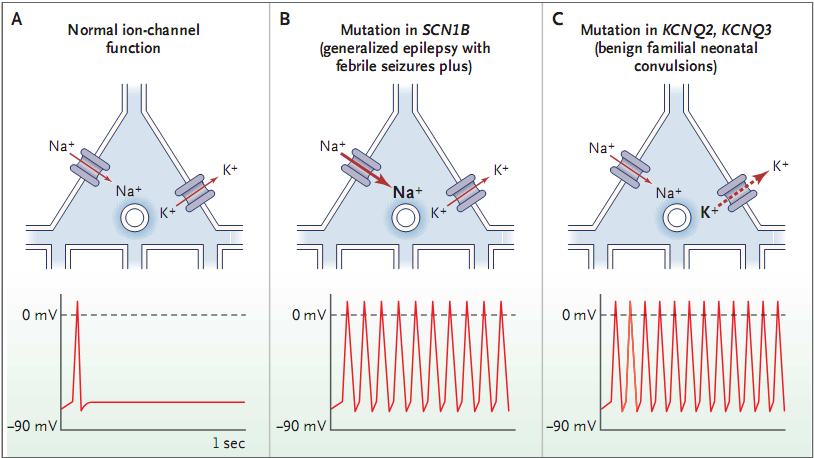 A
Normal ion-channel
function
Na+
Na+
K+
K+
0 mV
–90 mV
1 sec
B
Mutation in SCN1B
(generalized epilepsy with
febrile seizures plus)
Na+
Na+
K+
K+
0 mV
–90 mV
C
Mutation in KCNQ2, KCNQ3
(benign familial neonatal
convulsions)
Na+
Na+
K+
K+
0 mV
–90 mV